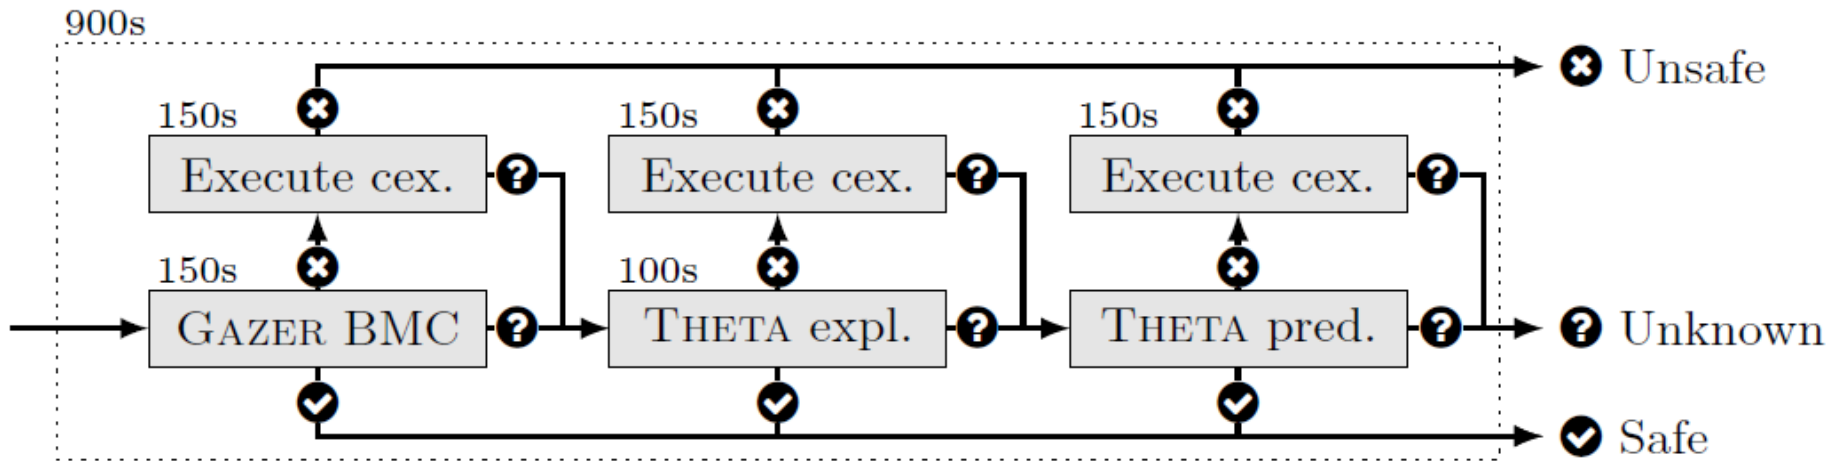 900s
Unsafe
150s
150s
150s
Execute cex.
Execute cex.
Execute cex.
150s
100s
GAZER BMC
THETA expl.
THETA pred.
Unknown
Safe